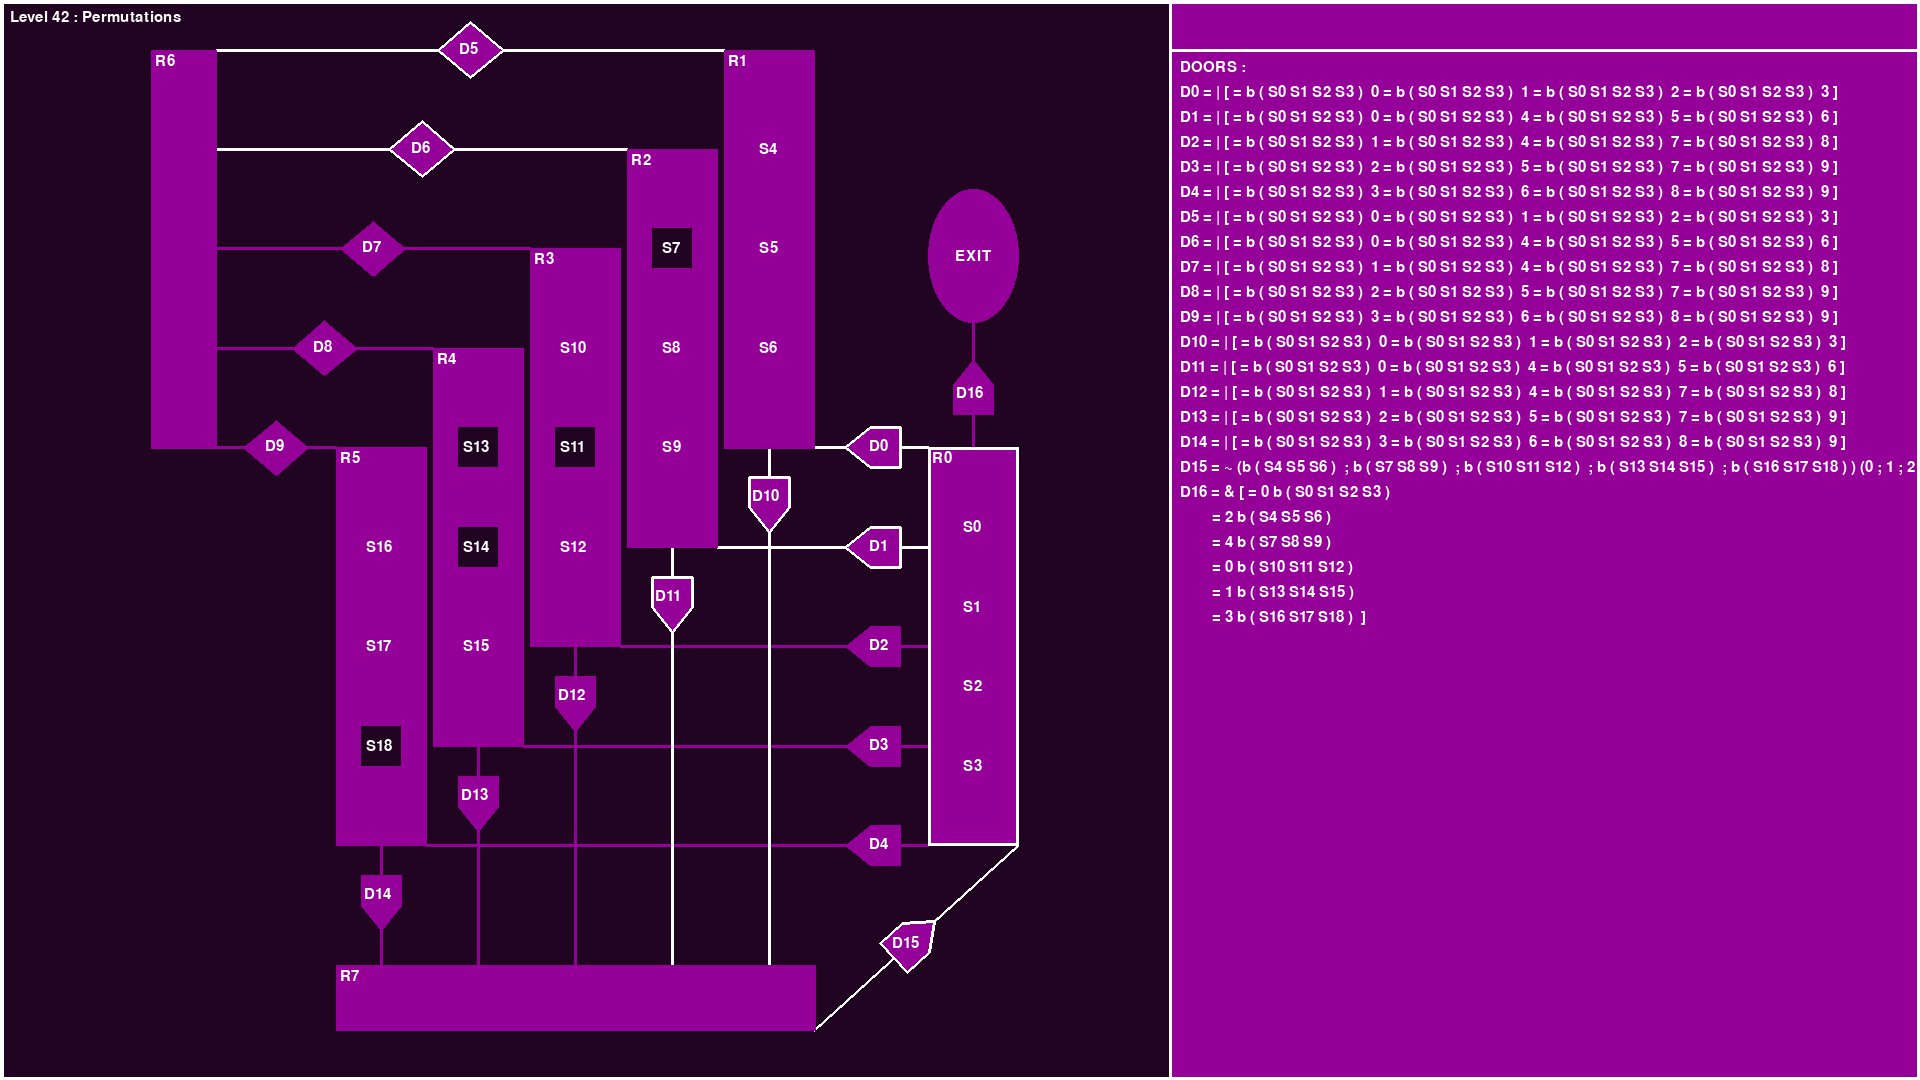 Level 42 : Permutations
D5
R6
R1
D6
S4
R2
D7
S7
S5
R3
EXIT
D8
S10
S8
S6
R4
D16
D9
S13
S11
S9
D0
R5
R0
D10
S0
S16
S14
S12
D1
D11
S1
S17
S15
D2
S2
D12
S18
D3
S3
D13
D4
D14
D15
R7
DOORS :
D0 = | [ = b ( S0 S1 S2 S3 ) 0 = b ( S0 S1 S2 S3 ) 1 = b ( S0 S1 S2 S3 ) 2 = b ( S0 S1 S2 S3 ) 3 ]
D1 = | [ = b ( S0 S1 S2 S3 ) 0 = b ( S0 S1 S2 S3 ) 4 = b ( S0 S1 S2 S3 ) 5 = b ( S0 S1 S2 S3 ) 6 ]
D2 = | [ = b ( S0 S1 S2 S3 ) 1 = b ( S0 S1 S2 S3 ) 4 = b ( S0 S1 S2 S3 ) 7 = b ( S0 S1 S2 S3 ) 8 ]
D3 = | [ = b ( S0 S1 S2 S3 ) 2 = b ( S0 S1 S2 S3 ) 5 = b ( S0 S1 S2 S3 ) 7 = b ( S0 S1 S2 S3 ) 9 ]
D4 = | [ = b ( S0 S1 S2 S3 ) 3 = b ( S0 S1 S2 S3 ) 6 = b ( S0 S1 S2 S3 ) 8 = b ( S0 S1 S2 S3 ) 9 ]
D5 = | [ = b ( S0 S1 S2 S3 ) 0 = b ( S0 S1 S2 S3 ) 1 = b ( S0 S1 S2 S3 ) 2 = b ( S0 S1 S2 S3 ) 3 ]
D6 = | [ = b ( S0 S1 S2 S3 ) 0 = b ( S0 S1 S2 S3 ) 4 = b ( S0 S1 S2 S3 ) 5 = b ( S0 S1 S2 S3 ) 6 ]
D7 = | [ = b ( S0 S1 S2 S3 ) 1 = b ( S0 S1 S2 S3 ) 4 = b ( S0 S1 S2 S3 ) 7 = b ( S0 S1 S2 S3 ) 8 ]
D8 = | [ = b ( S0 S1 S2 S3 ) 2 = b ( S0 S1 S2 S3 ) 5 = b ( S0 S1 S2 S3 ) 7 = b ( S0 S1 S2 S3 ) 9 ]
D9 = | [ = b ( S0 S1 S2 S3 ) 3 = b ( S0 S1 S2 S3 ) 6 = b ( S0 S1 S2 S3 ) 8 = b ( S0 S1 S2 S3 ) 9 ]
D10 = | [ = b ( S0 S1 S2 S3 ) 0 = b ( S0 S1 S2 S3 ) 1 = b ( S0 S1 S2 S3 ) 2 = b ( S0 S1 S2 S3 ) 3 ]
D11 = | [ = b ( S0 S1 S2 S3 ) 0 = b ( S0 S1 S2 S3 ) 4 = b ( S0 S1 S2 S3 ) 5 = b ( S0 S1 S2 S3 ) 6 ]
D12 = | [ = b ( S0 S1 S2 S3 ) 1 = b ( S0 S1 S2 S3 ) 4 = b ( S0 S1 S2 S3 ) 7 = b ( S0 S1 S2 S3 ) 8 ]
D13 = | [ = b ( S0 S1 S2 S3 ) 2 = b ( S0 S1 S2 S3 ) 5 = b ( S0 S1 S2 S3 ) 7 = b ( S0 S1 S2 S3 ) 9 ]
D14 = | [ = b ( S0 S1 S2 S3 ) 3 = b ( S0 S1 S2 S3 ) 6 = b ( S0 S1 S2 S3 ) 8 = b ( S0 S1 S2 S3 ) 9 ]
D15 = ~ (b ( S4 S5 S6 ) ; b ( S7 S8 S9 ) ; b ( S10 S11 S12 ) ; b ( S13 S14 S15 ) ; b ( S16 S17 S18 ) ) (0 ; 1 ; 2
D16 = & [ = 0 b ( S0 S1 S2 S3 )
= 2 b ( S4 S5 S6 )
= 4 b ( S7 S8 S9 )
= 0 b ( S10 S11 S12 )
= 1 b ( S13 S14 S15 )
= 3 b ( S16 S17 S18 ) ]